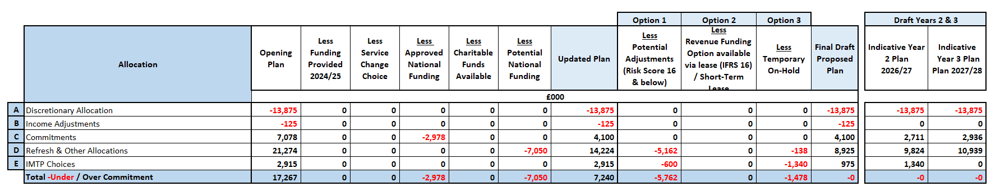 Option 1 Option 2 Option 3 Draft Years 2 & 3
Allocation
Opening
Plan
Less
Funding
Provided
2024/25
Less
Service
Change
Choice
Less
Approved
National
Funding
Less
Charitable
Funds
Available
Less
Potential
National
Funding
Updated Plan
Less
Potential
Adjustments
(Risk Score 16
& below)
Less
Revenue Funding
Option available
via lease (IFRS 16)
/ Short-Term
Lease
Less
Temporary
On-Hold
Final Draft
Proposed
Plan
Indicative Year
2 Plan
2026/27
Indicative
Year 3 Plan
Plan 2027/28
£000
A Discretionary Allocation -13,875 0 0 0 0 0 -13,875 0 0 0 -13,875 -13,875 -13,875
B Income Adjustments -125 0 0 0 0 0 -125 0 0 0 -125 0 0
C Commitments 7,078 0 0 -2,978 0 0 4,100 0 0 0 4,100 2,711 2,936
D Refresh & Other Allocations 21,274 0 0 0 0 -7,050 14,224 -5,162 0 -138 8,925 9,824 10,939
E IMTP Choices 2,915 0 0 0 0 0 2,915 -600 0 -1,340 975 1,340 0
Total -Under / Over Commitment 17,267 0 0 -2,978 0 -7,050 7,240 -5,762 0 -1,478 -0 -0 -0